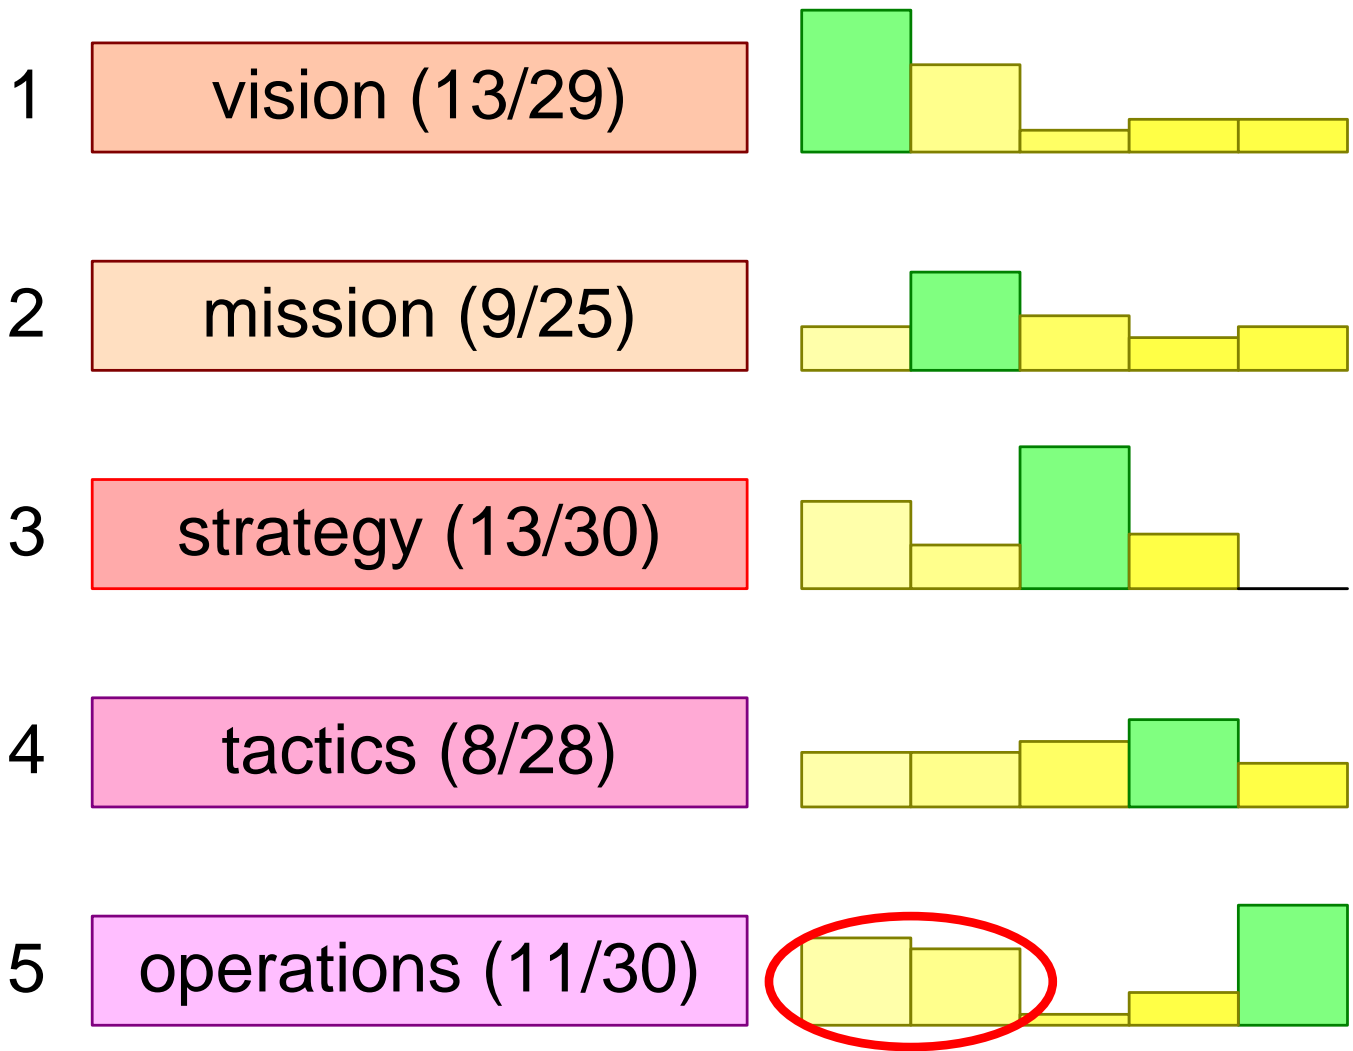 1 vision (13/29)
2 mission (9/25)
3 strategy (13/30)
4 tactics (8/28)
5 operations (11/30)